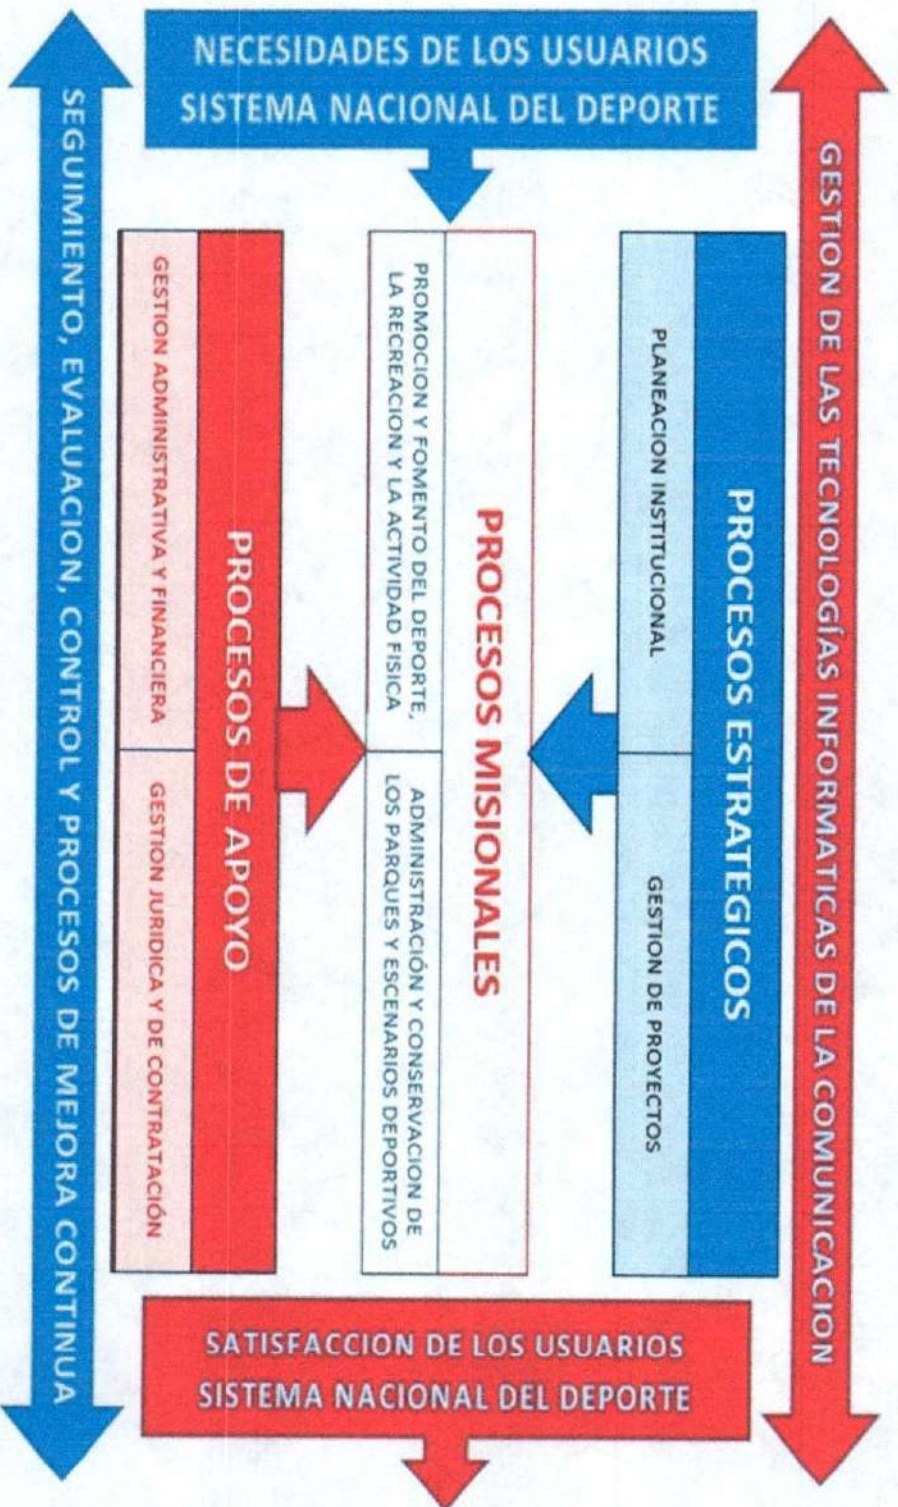 NECESIDADES DE LOS USUARIOS
SISTEMA NACIONAL DEL DEPORTE
GESTION DE LAS TECNOLOGÍAS INFORMATICAS DE LA COMUNICACION
PROCESOS ESTRATEGICOS
PLANEACION INSTITUCIONAL
GESTION DE PROYECTOS
PROCESOS MISIONALES
PROMOCION Y FOMENTO DEL DEPORTE,
LA RECREACION Y LA ACTIVIDAD FISICA
ADMINISTRACIÓN Y CONSERVACION DE
LOS PARQUES Y ESCENARIOS DEPORTIVOS
PROCESOS DE APOYO
GESTION ADMINISTRATIVA Y FINANCIERA
GESTION JURIDICA Y DE CONTRATACIÓN
SEGUIMIENTO, EVALUACION, CONTROL Y PROCESOS DE MEJORA CONTINUA
SATISFACCION DE LOS USUARIOS
SISTEMA NACIONAL DEL DEPORTE